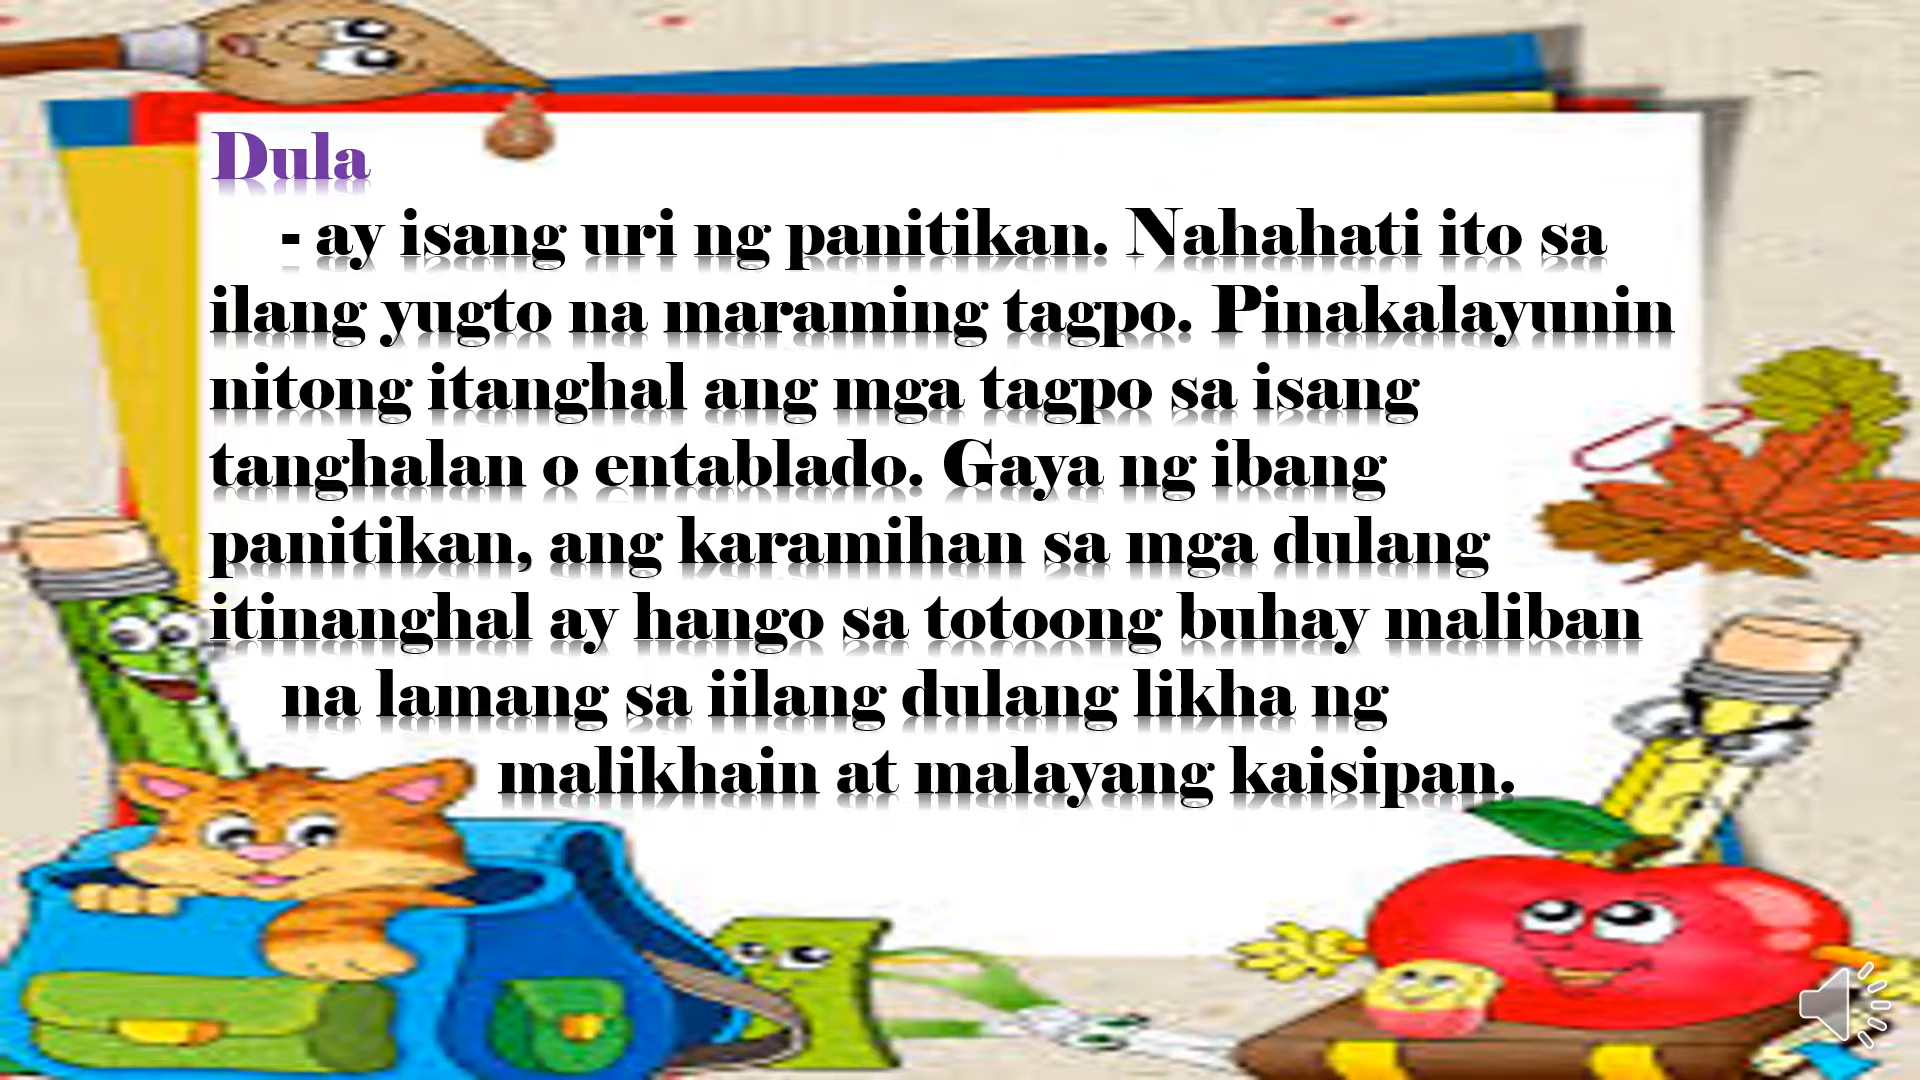 Dula
- ay isang uri ng panitikan. Nahahati ito sa
ilang yugto na maraming tagpo. Pinakalayunin
nitong itanghal ang mga tagpo sa isang
tanghalan o entablado. Gaya ng ibang
panitikan, ang karamihan sa mga dulang
itinanghal ay hango sa totoong buhay maliban
na lamang sa iilang dulang likha ng
malikhain at malayang kaisipan.